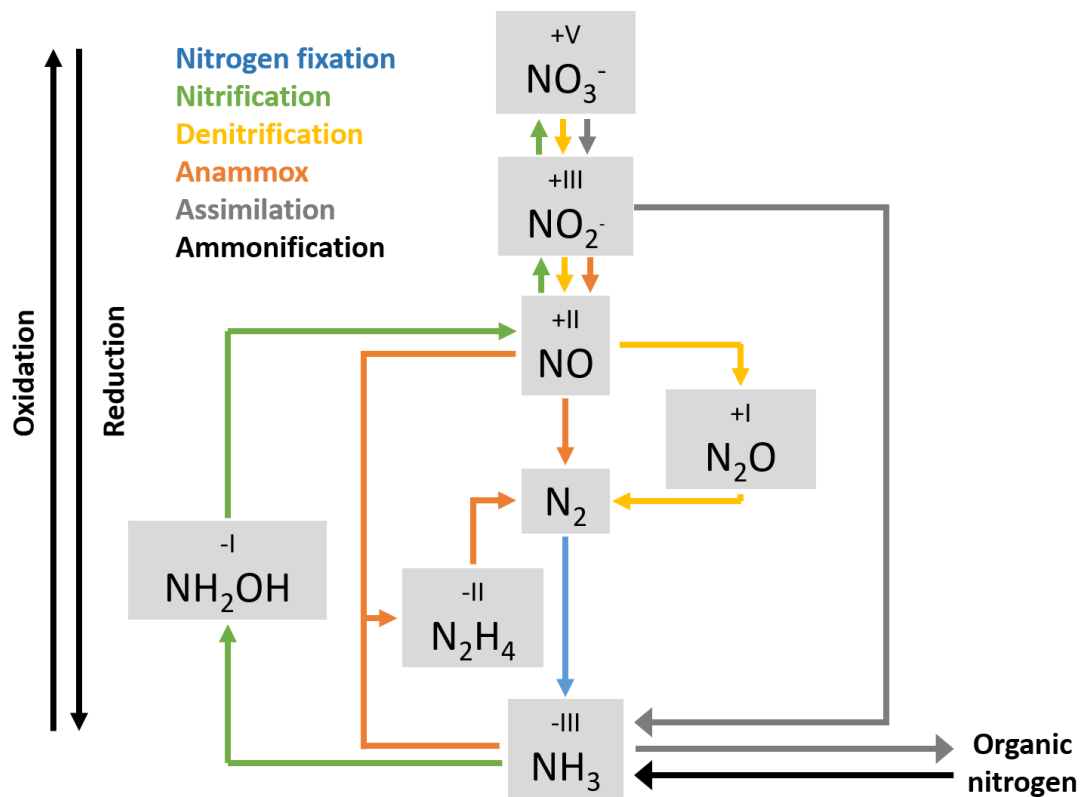 Nitrogen fixation
Nitrification
Denitrification
Anammox
Assimilation
Ammonification
Oxidation
Reduction
+V
NO₃⁻
+III
NO₂⁻
+II
NO
+I
N₂O
N₂
-I
NH₂OH
-II
N₂H₄
-III
NH₃
Organic
nitrogen